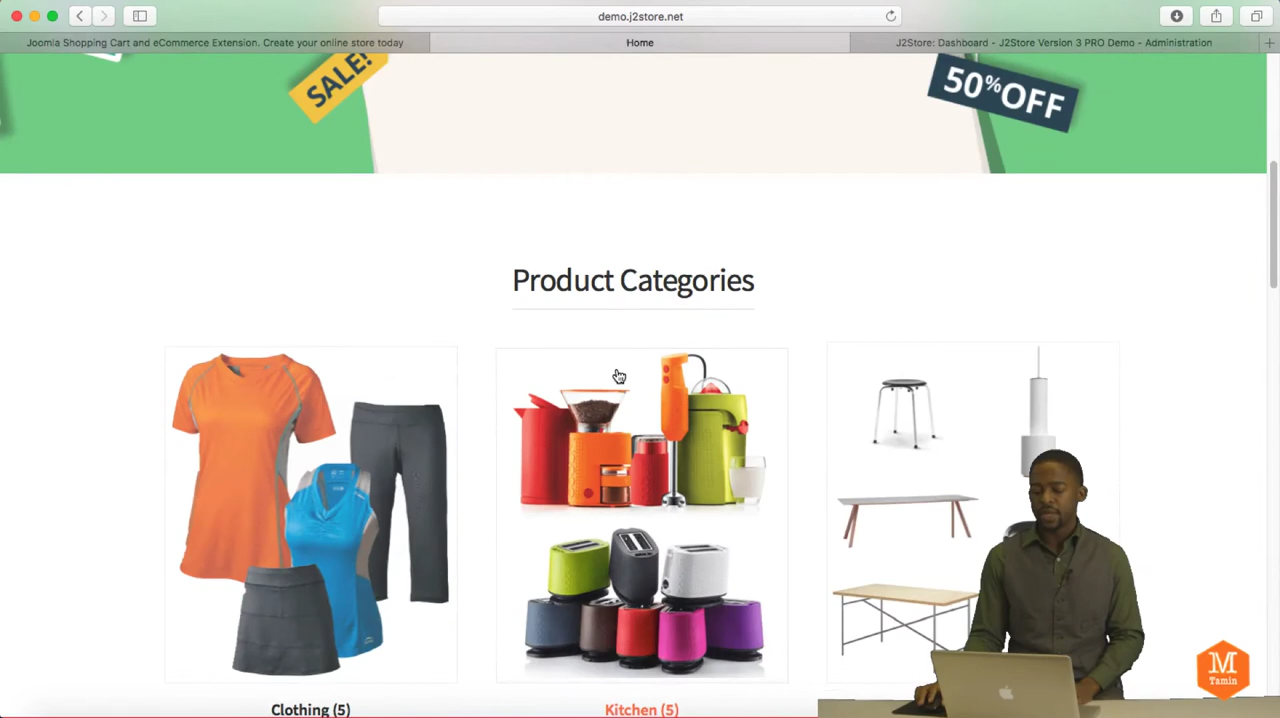 demo.j2store.net
Joomla Shopping Cart and eCommerce Extension. Create your online store today
Home
J2Store: Dashboard - J2Store Version 3 PRO Demo - Administration
SALE!
50%OFF
Product Categories
Clothing (5)
Kitchen (5)
M
Tamin